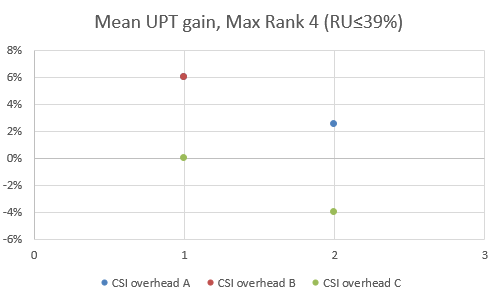 Mean UPT gain, Max Rank 4 (RU≤39%)
8%
6%
4%
2%
0%
-2%
-4%
-6%
0 1 2 3
CSI overhead A CSI overhead B CSI overhead C